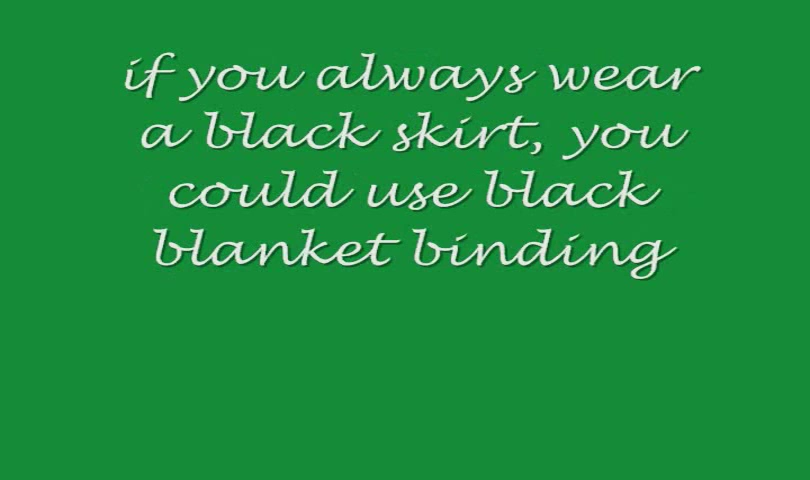 if you always wear
a black skirt, you
could use black
blanket binding